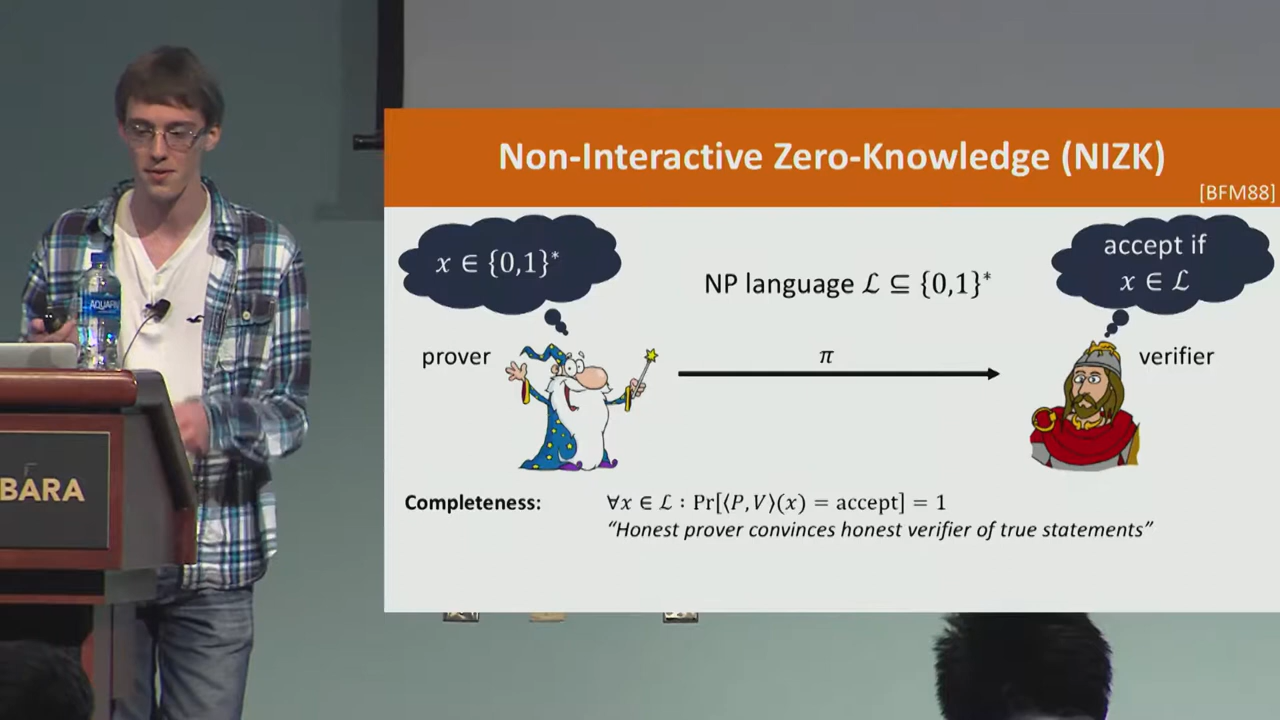 Non-Interactive Zero-Knowledge (NIZK)
[BFM88]
x ∈ {0,1}*
NP language ℒ ⊆ {0,1}*
accept if
x ∈ ℒ
prover
π
verifier
Completeness: ∀x ∈ ℒ : Pr[⟨P, V⟩(x) = accept] = 1
“Honest prover convinces honest verifier of true statements”
BARA